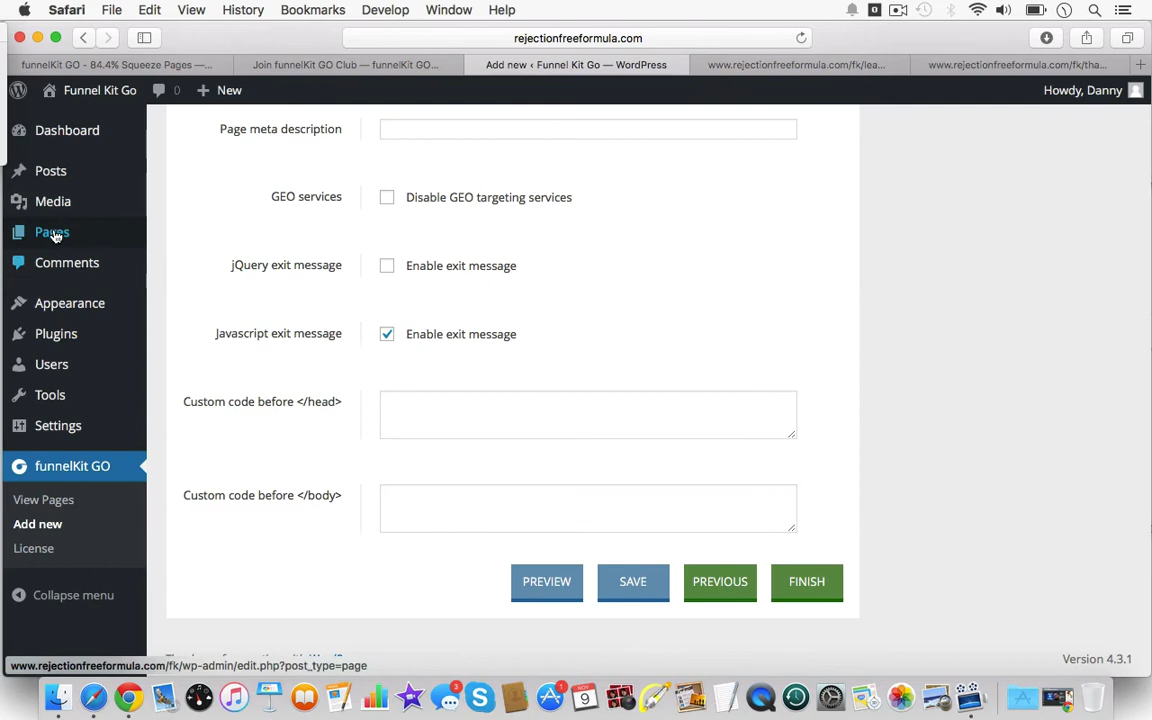 Safari File Edit View History Bookmarks Develop Window Help
rejectionfreeformula.com
funnelKit GO - 84.4% Squeeze Pages —... Join funnelKit GO Club — funnelKit GO... Add new ‹ Funnel Kit Go — WordPress www.rejectionfreeformula.com/fk/lea... www.rejectionfreeformula.com/fk/tha...
Funnel Kit Go 0 New Howdy, Danny
Dashboard
Posts
Media
Pages
Comments
Appearance
Plugins
Users
Tools
Settings
funnelKit GO
View Pages
Add new
License
Collapse menu
Page meta description
GEO services Disable GEO targeting services
jQuery exit message Enable exit message
Javascript exit message Enable exit message
Custom code before </head>
Custom code before </body>
PREVIEW SAVE PREVIOUS FINISH
www.rejectionfreeformula.com/fk/wp-admin/edit.php?post_type=page
Version 4.3.1
3
1
NOV
9